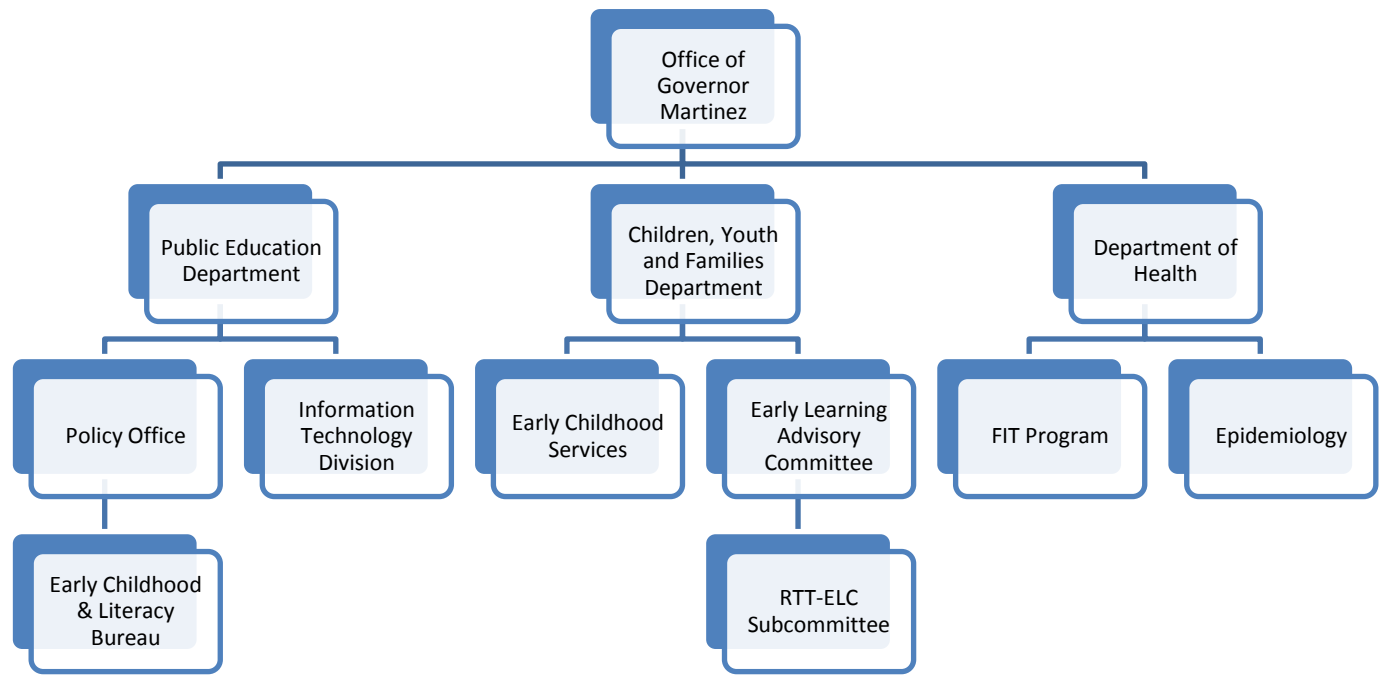 Office of
Governor
Martinez
Public Education
Department
Children, Youth
and Families
Department
Department of
Health
Policy Office
Information
Technology
Division
Early Childhood
Services
Early Learning
Advisory
Committee
FIT Program
Epidemiology
Early Childhood
& Literacy
Bureau
RTT-ELC
Subcommittee